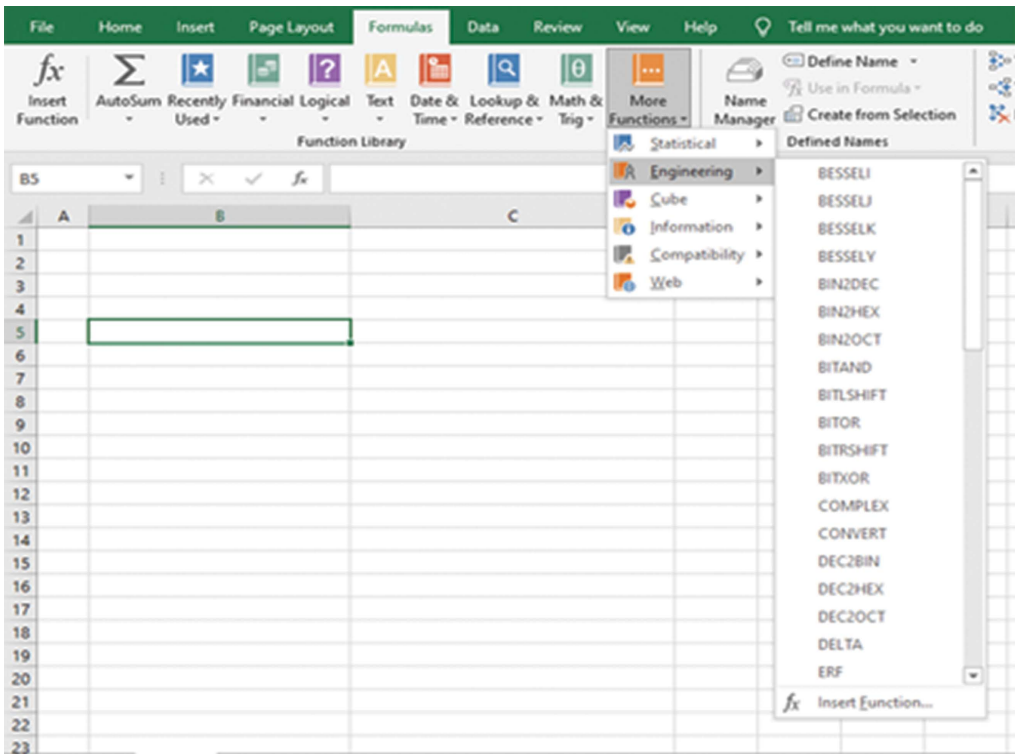 File Home Insert Page Layout Formulas Data Review View Help Tell me what you want to do
fx Σ ? A θ ...
Insert Function AutoSum Recently Used Financial Logical Text Date & Time Lookup & Reference Math & Trig More Functions Name Manager
Define Name
Use in Formula
Create from Selection
Function Library Defined Names
B5 fx
A B C
Statistical
Engineering
Cube
Information
Compatibility
Web
BESSELI
BESSELJ
BESSELK
BESSELY
BIN2DEC
BIN2HEX
BIN2OCT
BITAND
BITLSHIFT
BITOR
BITRSHIFT
BITXOR
COMPLEX
CONVERT
DEC2BIN
DEC2HEX
DEC2OCT
DELTA
ERF
fx Insert Function...
1
2
3
4
5
6
7
8
9
10
11
12
13
14
15
16
17
18
19
20
21
22
23